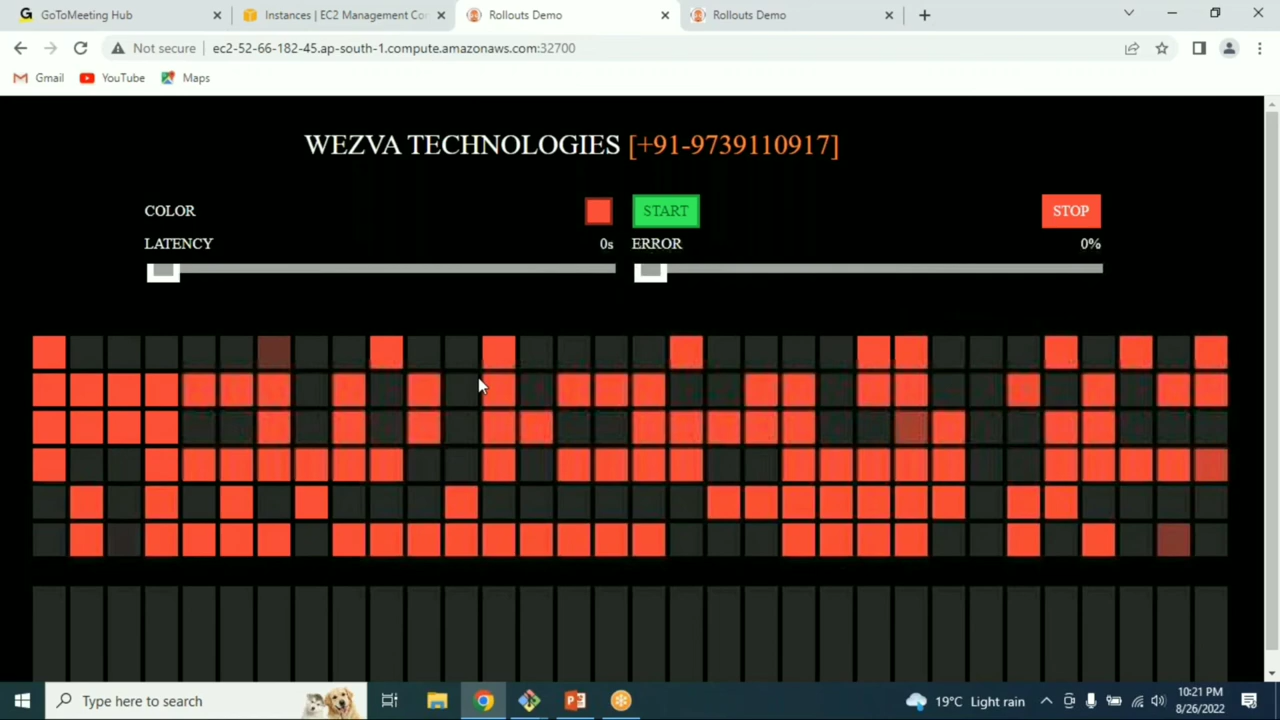 GoToMeeting Hub
Instances | EC2 Management Con
Rollouts Demo
Rollouts Demo
Not secure
ec2-52-66-182-45.ap-south-1.compute.amazonaws.com:32700
Gmail
YouTube
Maps
WEZVA TECHNOLOGIES [+91-9739110917]
COLOR
START
STOP
LATENCY
0s
ERROR
0%
Type here to search
19°C Light rain
10:21 PM
8/26/2022